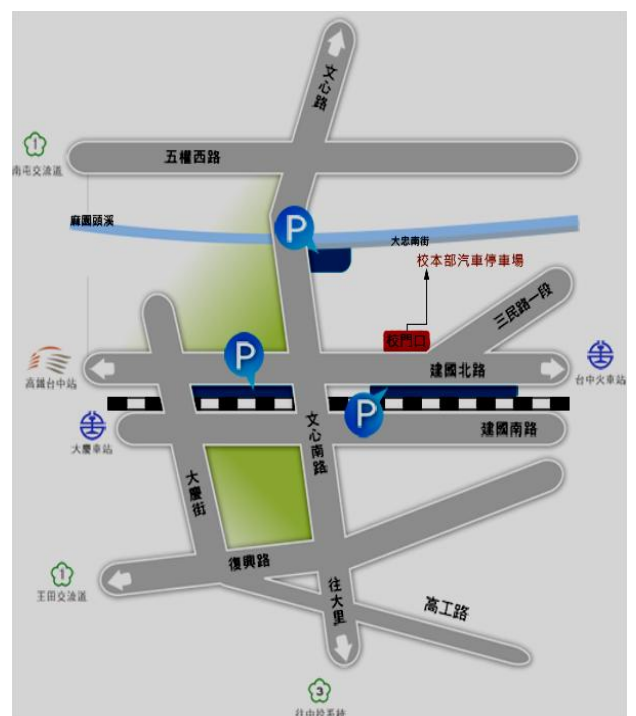 文心路
1
南屯交流道
五權西路
麻園頭溪
P
大忠南街
校本部汽車停車場
三民路一段
校門口
P
高鐵台中站
建國北路
台中火車站
P
大慶車站
文心南路
建國南路
大慶街
復興路
1
王田交流道
往大里
高工路
3